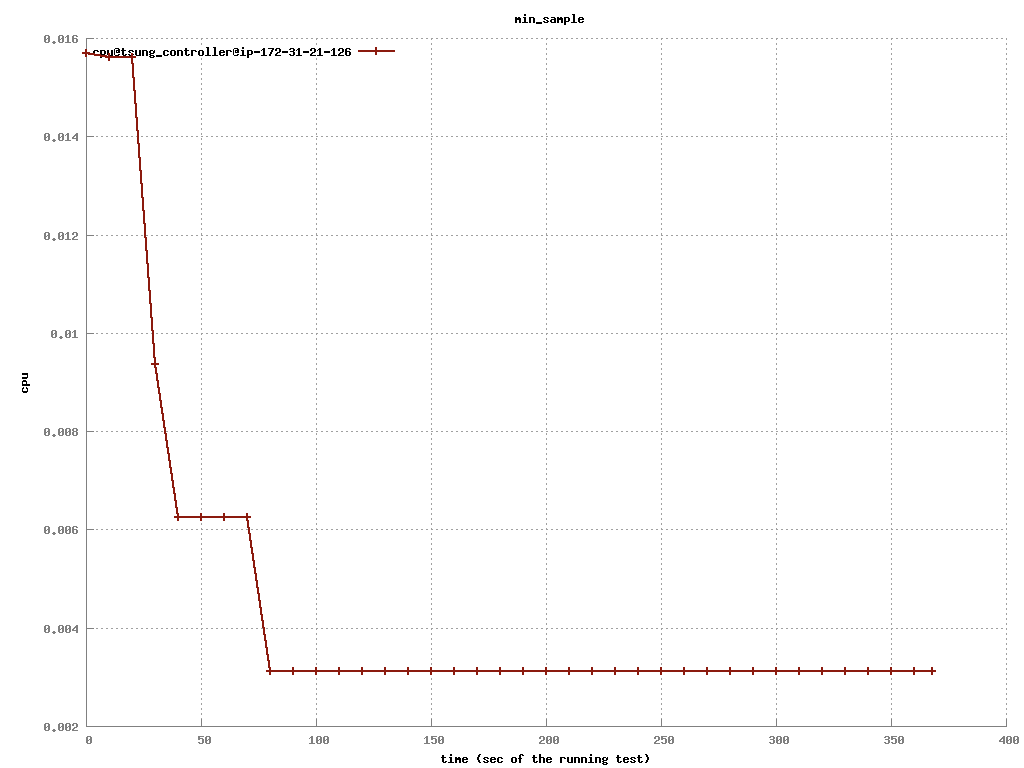 min_sample
0.016
cpu@tsung_controller@ip-172-31-21-126
0.014
0.012
0.01
cpu
0.008
0.006
0.004
0.002
0 50 100 150 200 250 300 350 400
time (sec of the running test)